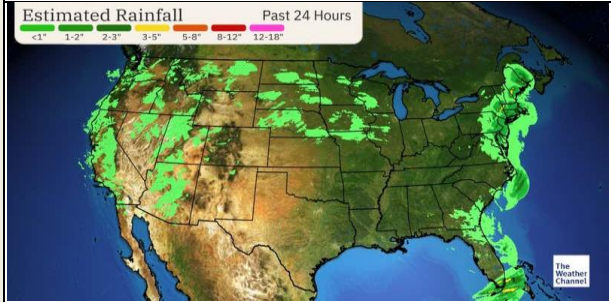 Estimated Rainfall Past 24 Hours
<1" 1-2" 2-3" 3-5" 5-8" 8-12" 12-18"
The
Weather
Channel